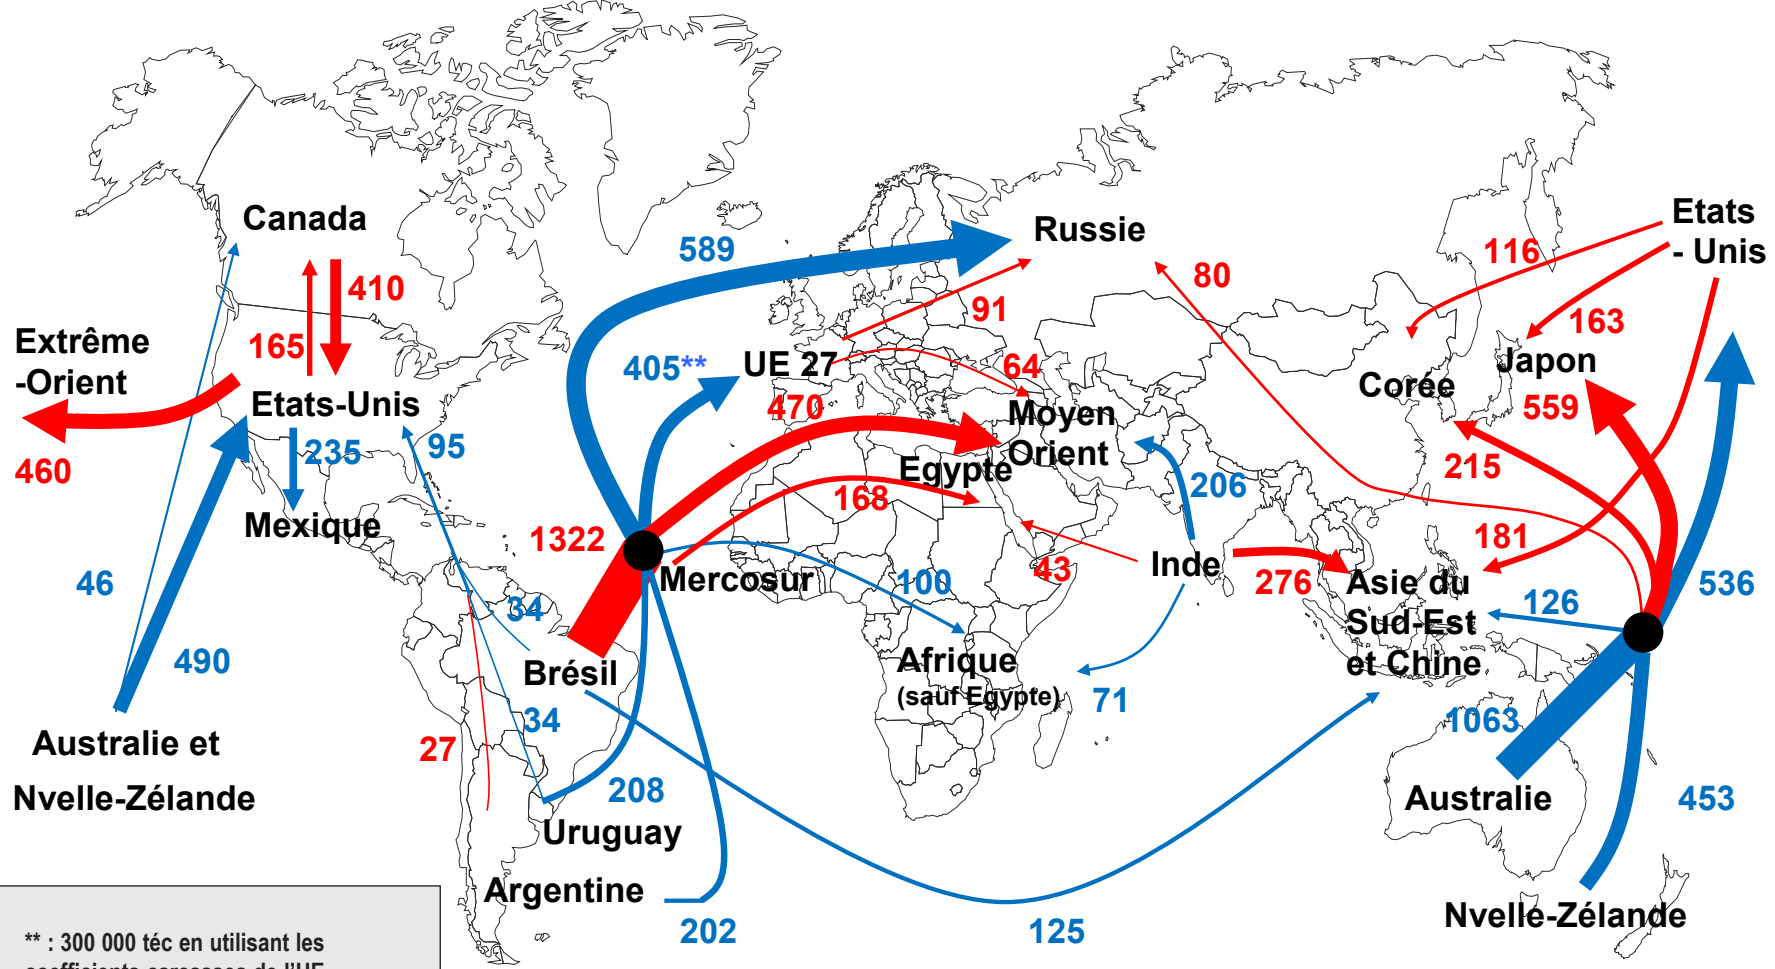 Canada
Russie
Etats
- Unis
589
116
410
80
91
163
165
Extrême
-Orient
405**
UE 27
64
Japon
Corée
Etats-Unis
470
Moyen
Orient
559
235
95
460
Egypte
215
206
168
Mexique
1322
181
Mercosur
43
Inde
276
Asie du
Sud-Est
et Chine
46
100
34
126
536
490
Brésil
Afrique
(sauf Egypte)
71
34
1063
27
Australie et
Nvelle-Zélande
208
Australie
453
Uruguay
Argentine
202
125
Nvelle-Zélande
** : 300 000 téc en utilisant les
coefficients carcasses de l'UE